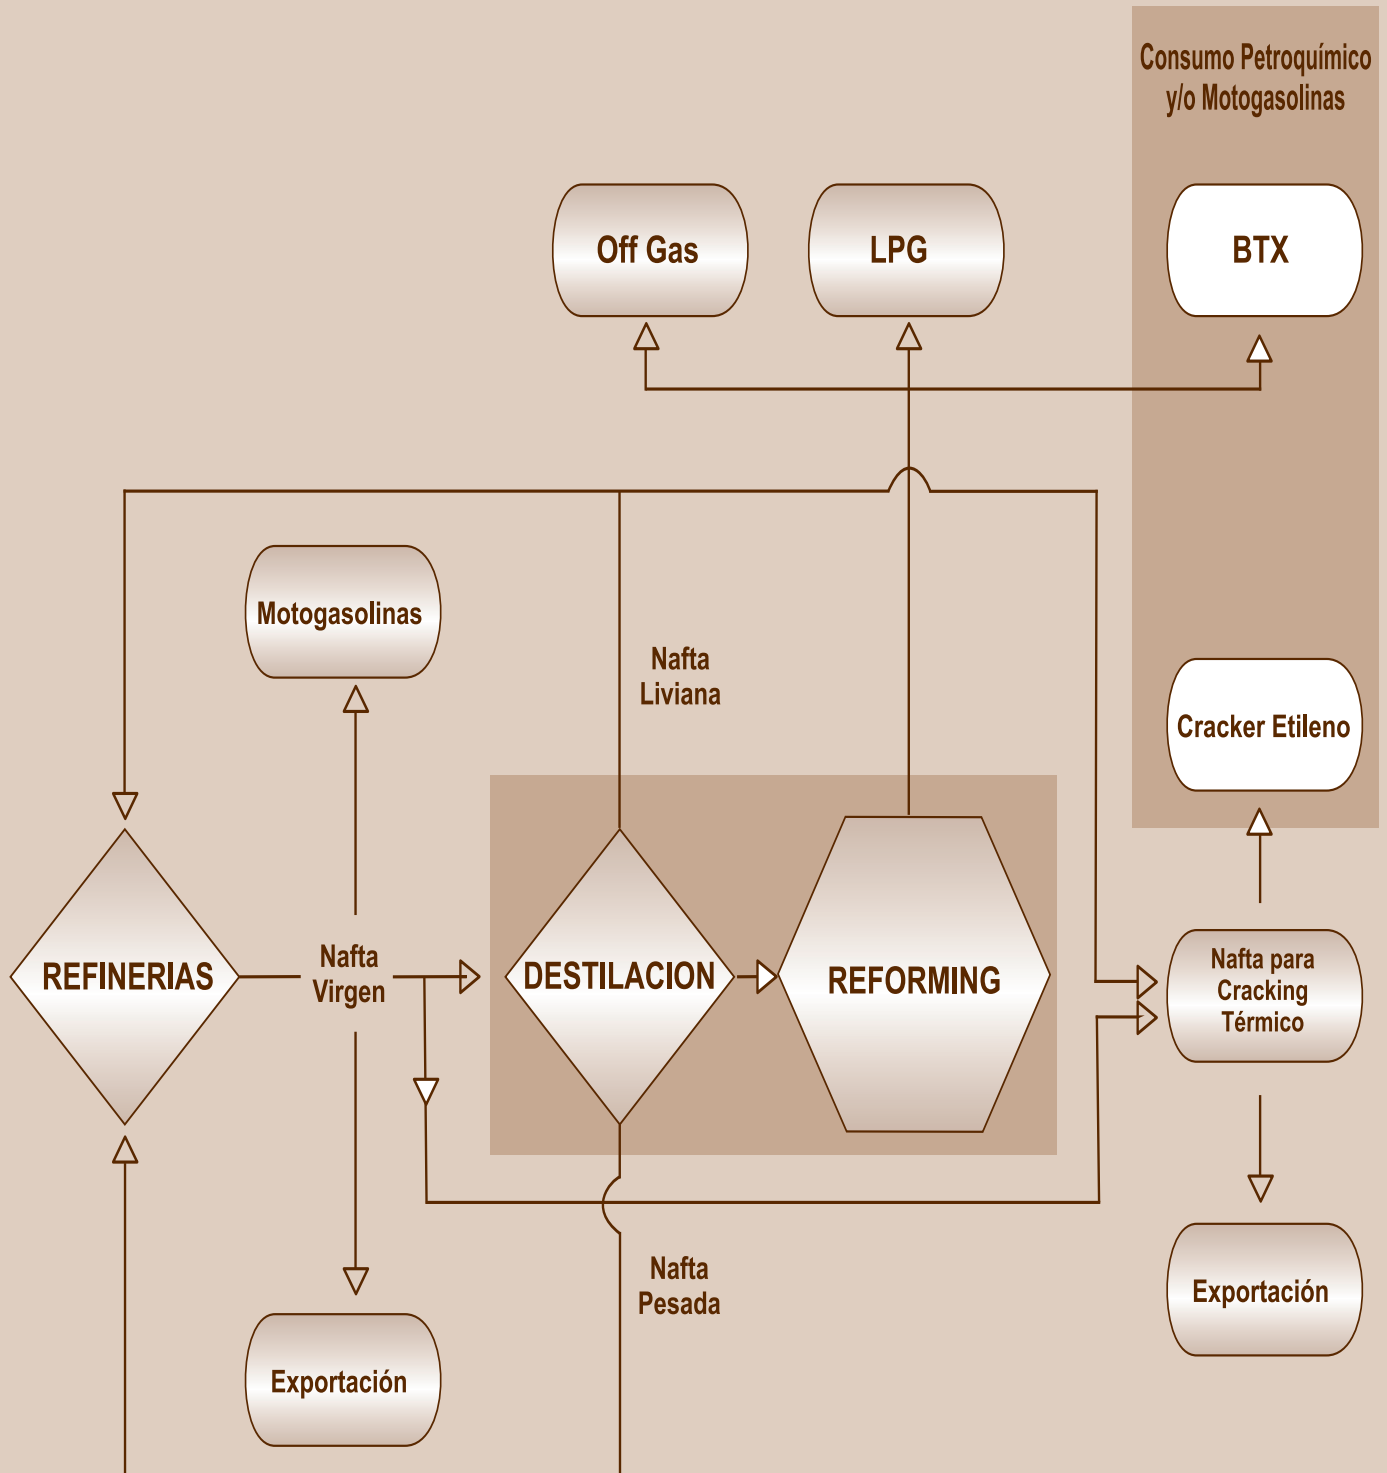 Consumo Petroquímico
y/o Motogasolinas
Off Gas
LPG
BTX
Motogasolinas
Nafta
Liviana
Cracker Etileno
REFINERIAS
Nafta
Virgen
DESTILACION
REFORMING
Nafta para
Cracking
Térmico
Nafta
Pesada
Exportación
Exportación